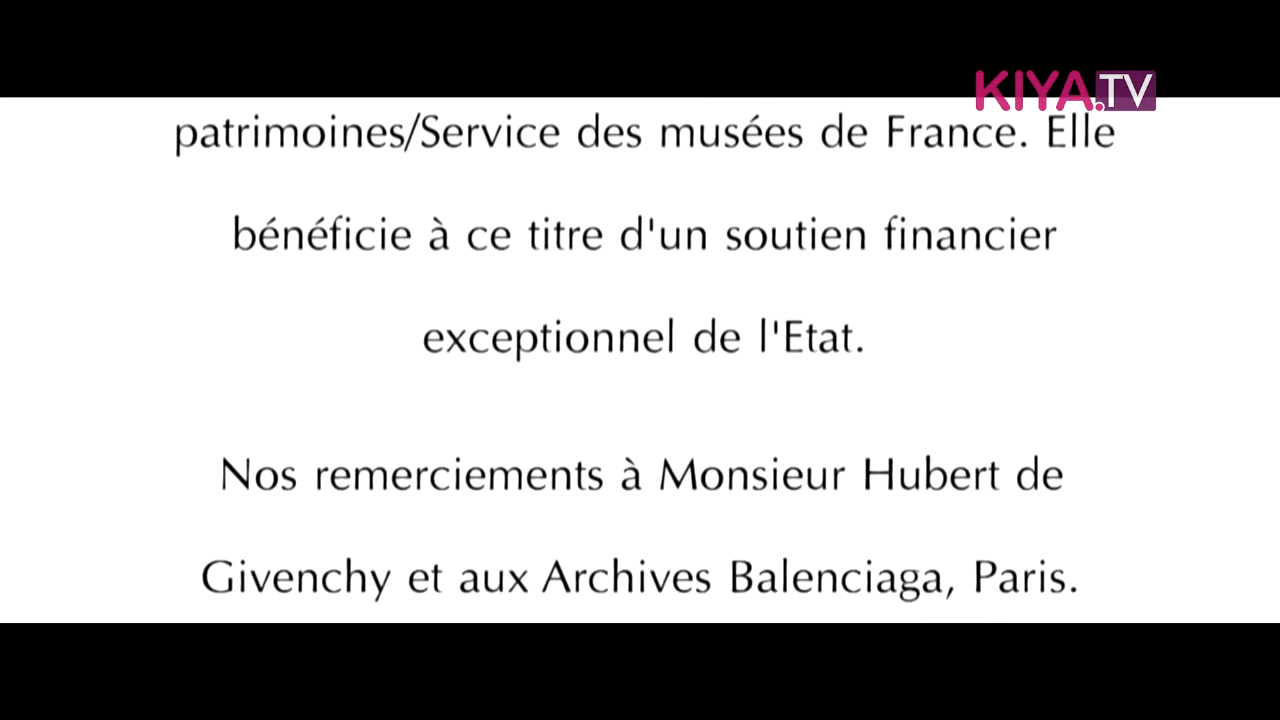 KIYA.TV
patrimoines/Service des musées de France. Elle
bénéficie à ce titre d'un soutien financier
exceptionnel de l'Etat.
Nos remerciements à Monsieur Hubert de
Givenchy et aux Archives Balenciaga, Paris.